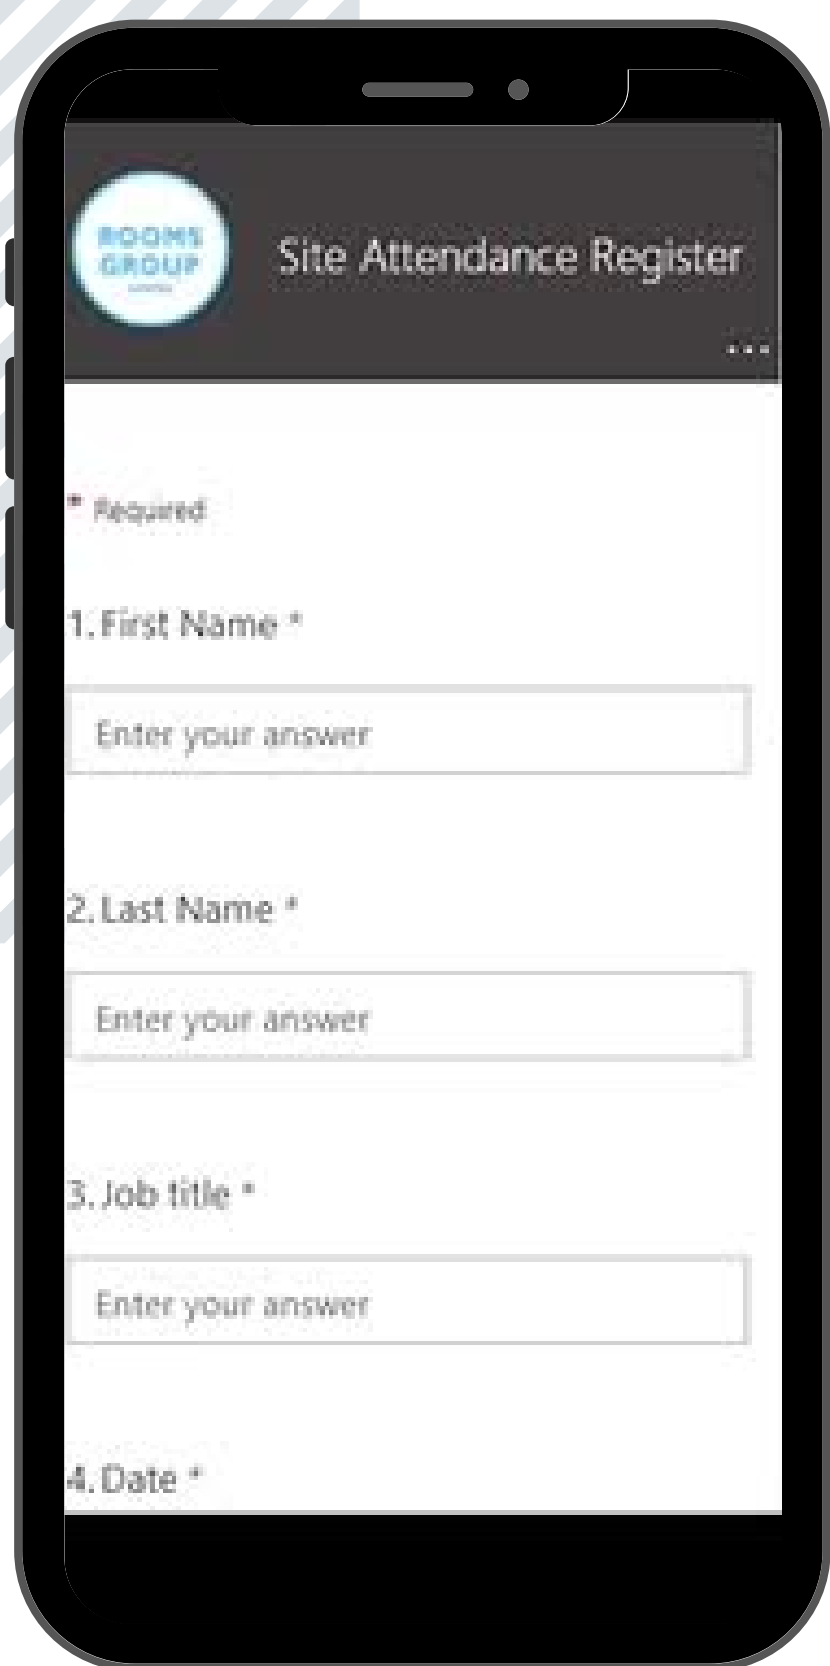 ROOMS
GROUP
Site Attendance Register
...
* Required
1. First Name *
Enter your answer
2. Last Name *
Enter your answer
3. Job title *
Enter your answer
4. Date *